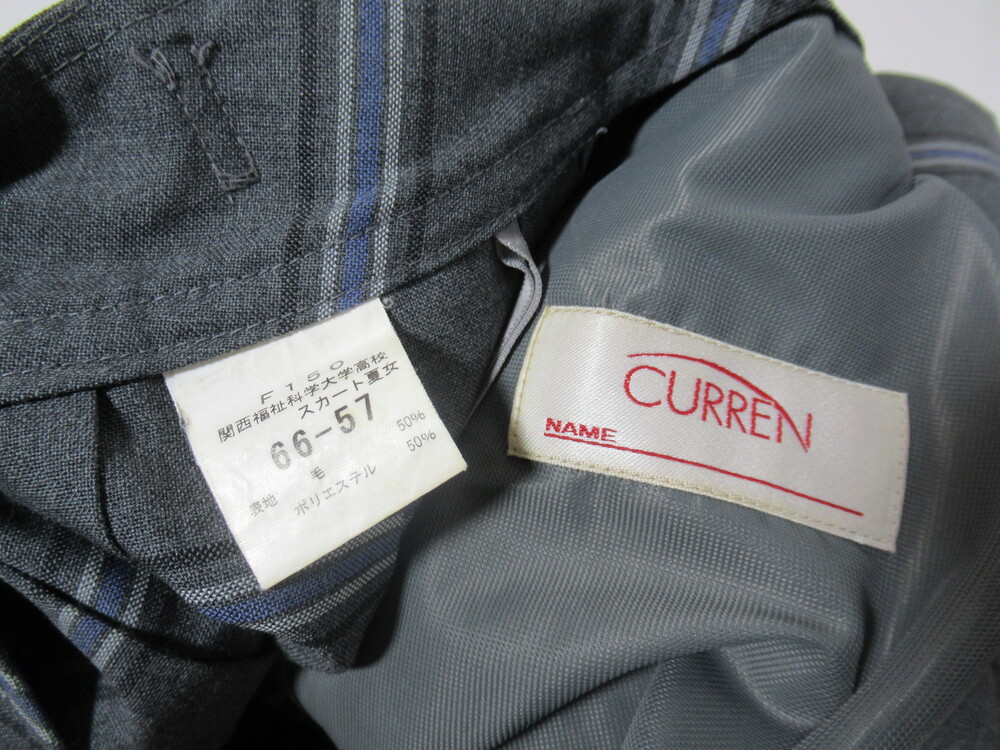 F150
関西福祉科学大学高校
スカート夏女
66-57
表地 毛 50%
ポリエステル 50%
CURREN
NAME